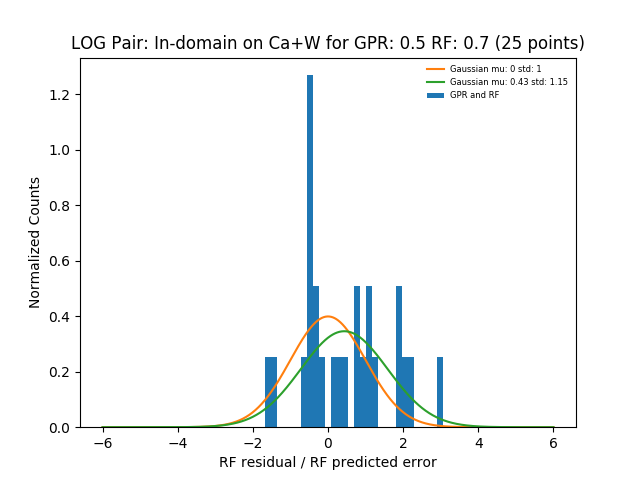 LOG Pair: In-domain on Ca+W for GPR: 0.5 RF: 0.7 (25 points)
Gaussian mu: 0 std: 1
Gaussian mu: 0.43 std: 1.15
GPR and RF
Normalized Counts
1.2
1.0
0.8
0.6
0.4
0.2
0.0
−6 −4 −2 0 2 4 6
RF residual / RF predicted error